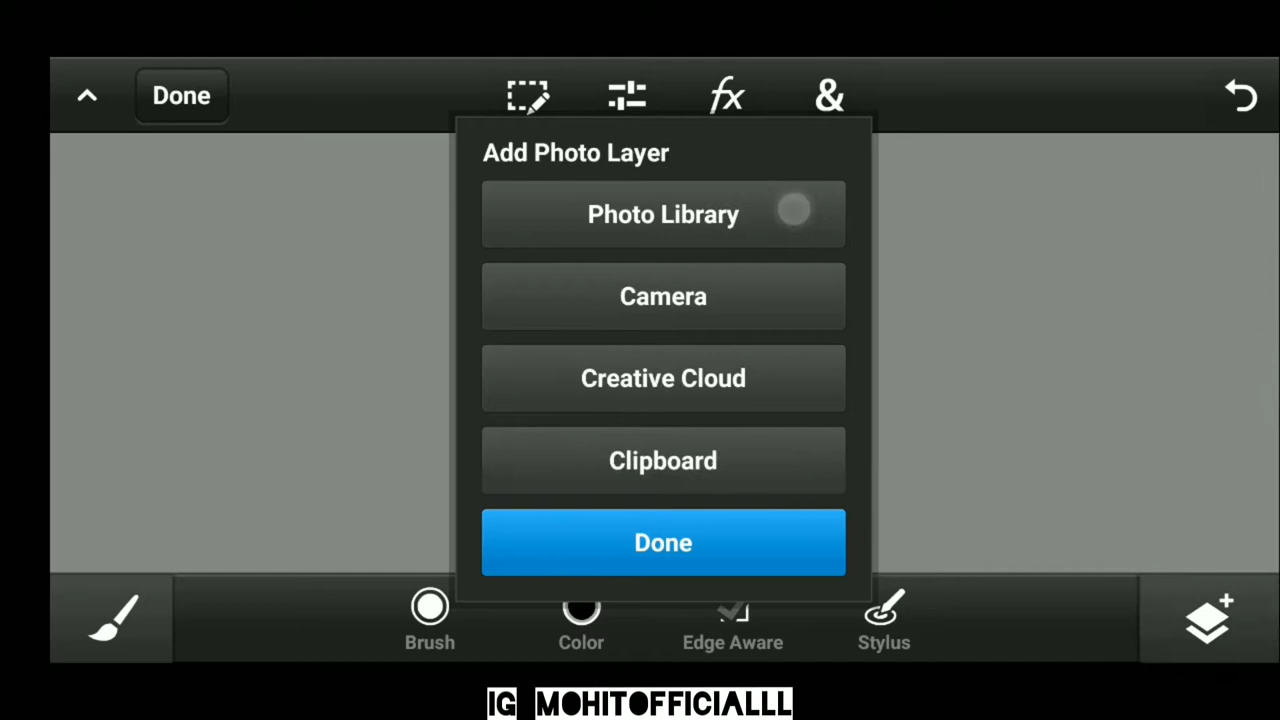 Done
fx
&
Add Photo Layer
Photo Library
Camera
Creative Cloud
Clipboard
Done
Brush
Color
Edge Aware
Stylus
IG MOHITOFFICIALLL